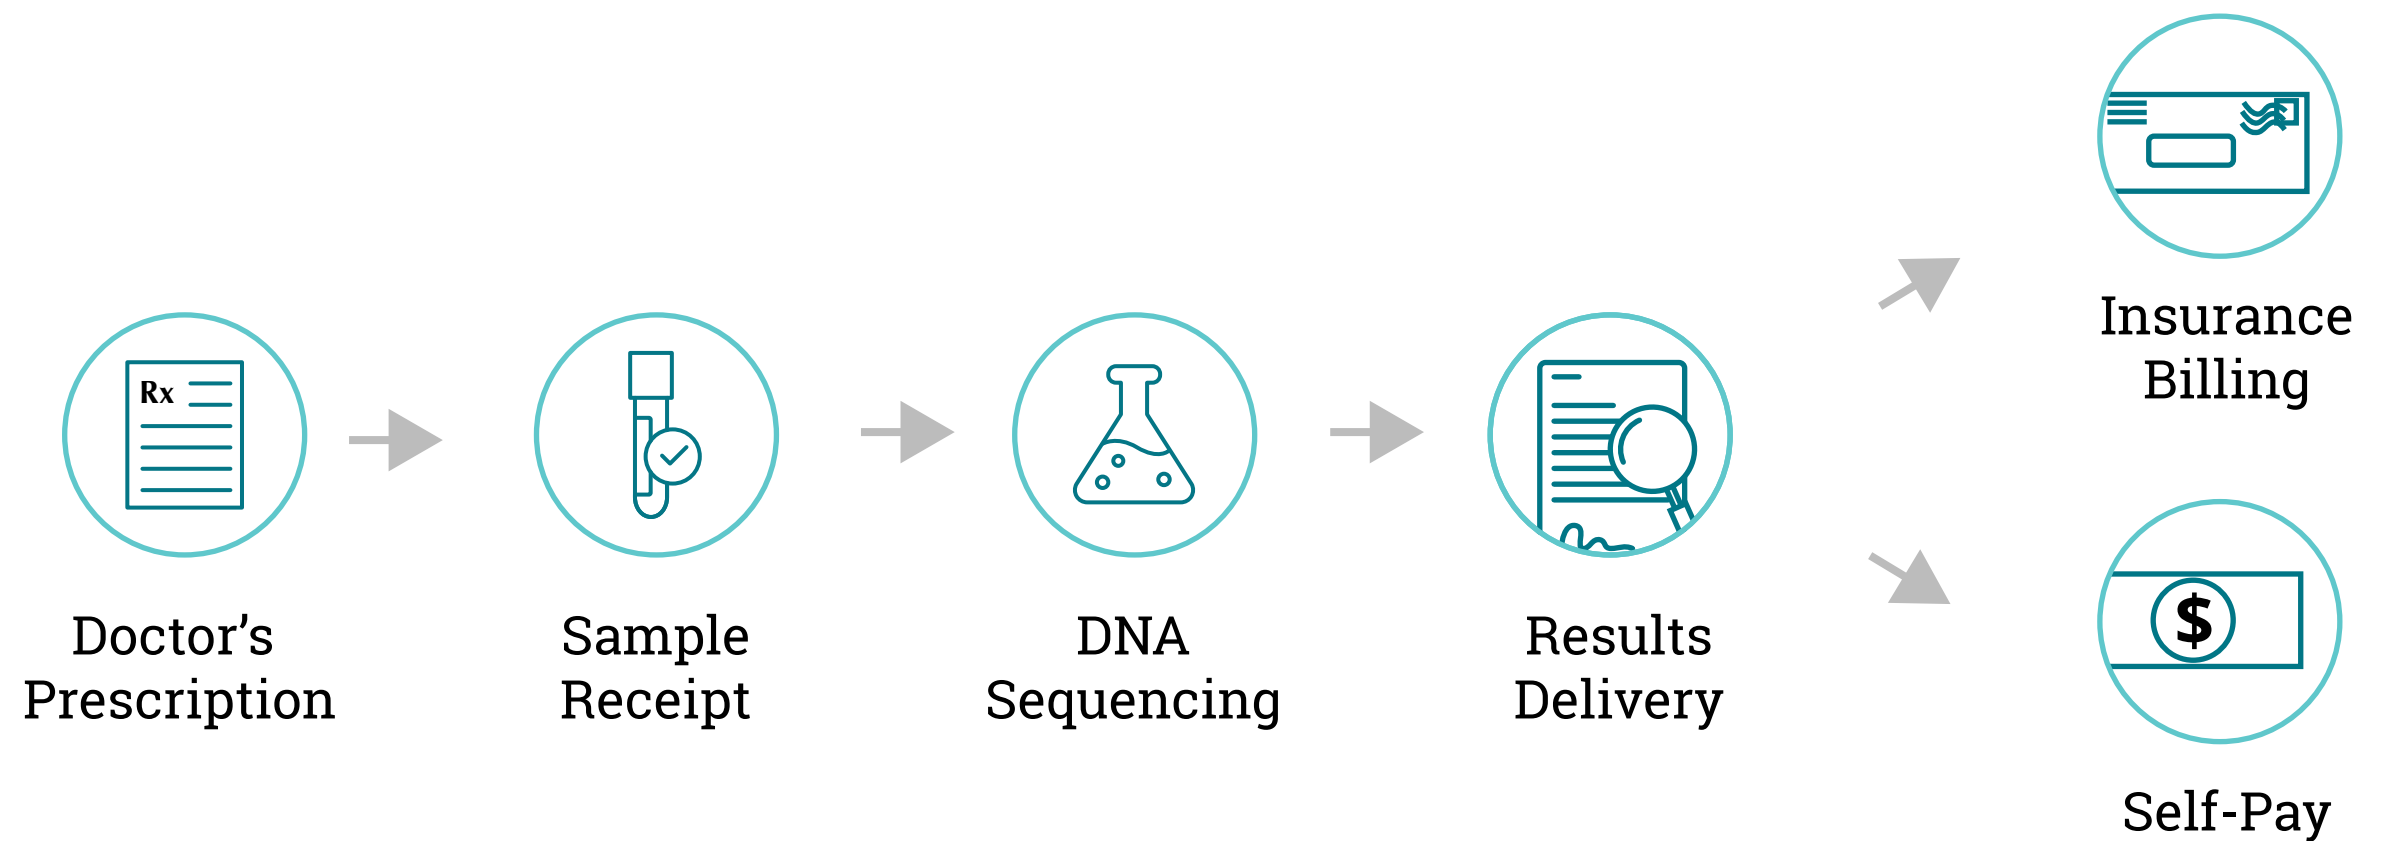 Rx
Doctor’s
Prescription
Sample
Receipt
DNA
Sequencing
Results
Delivery
Insurance
Billing
$
Self-Pay